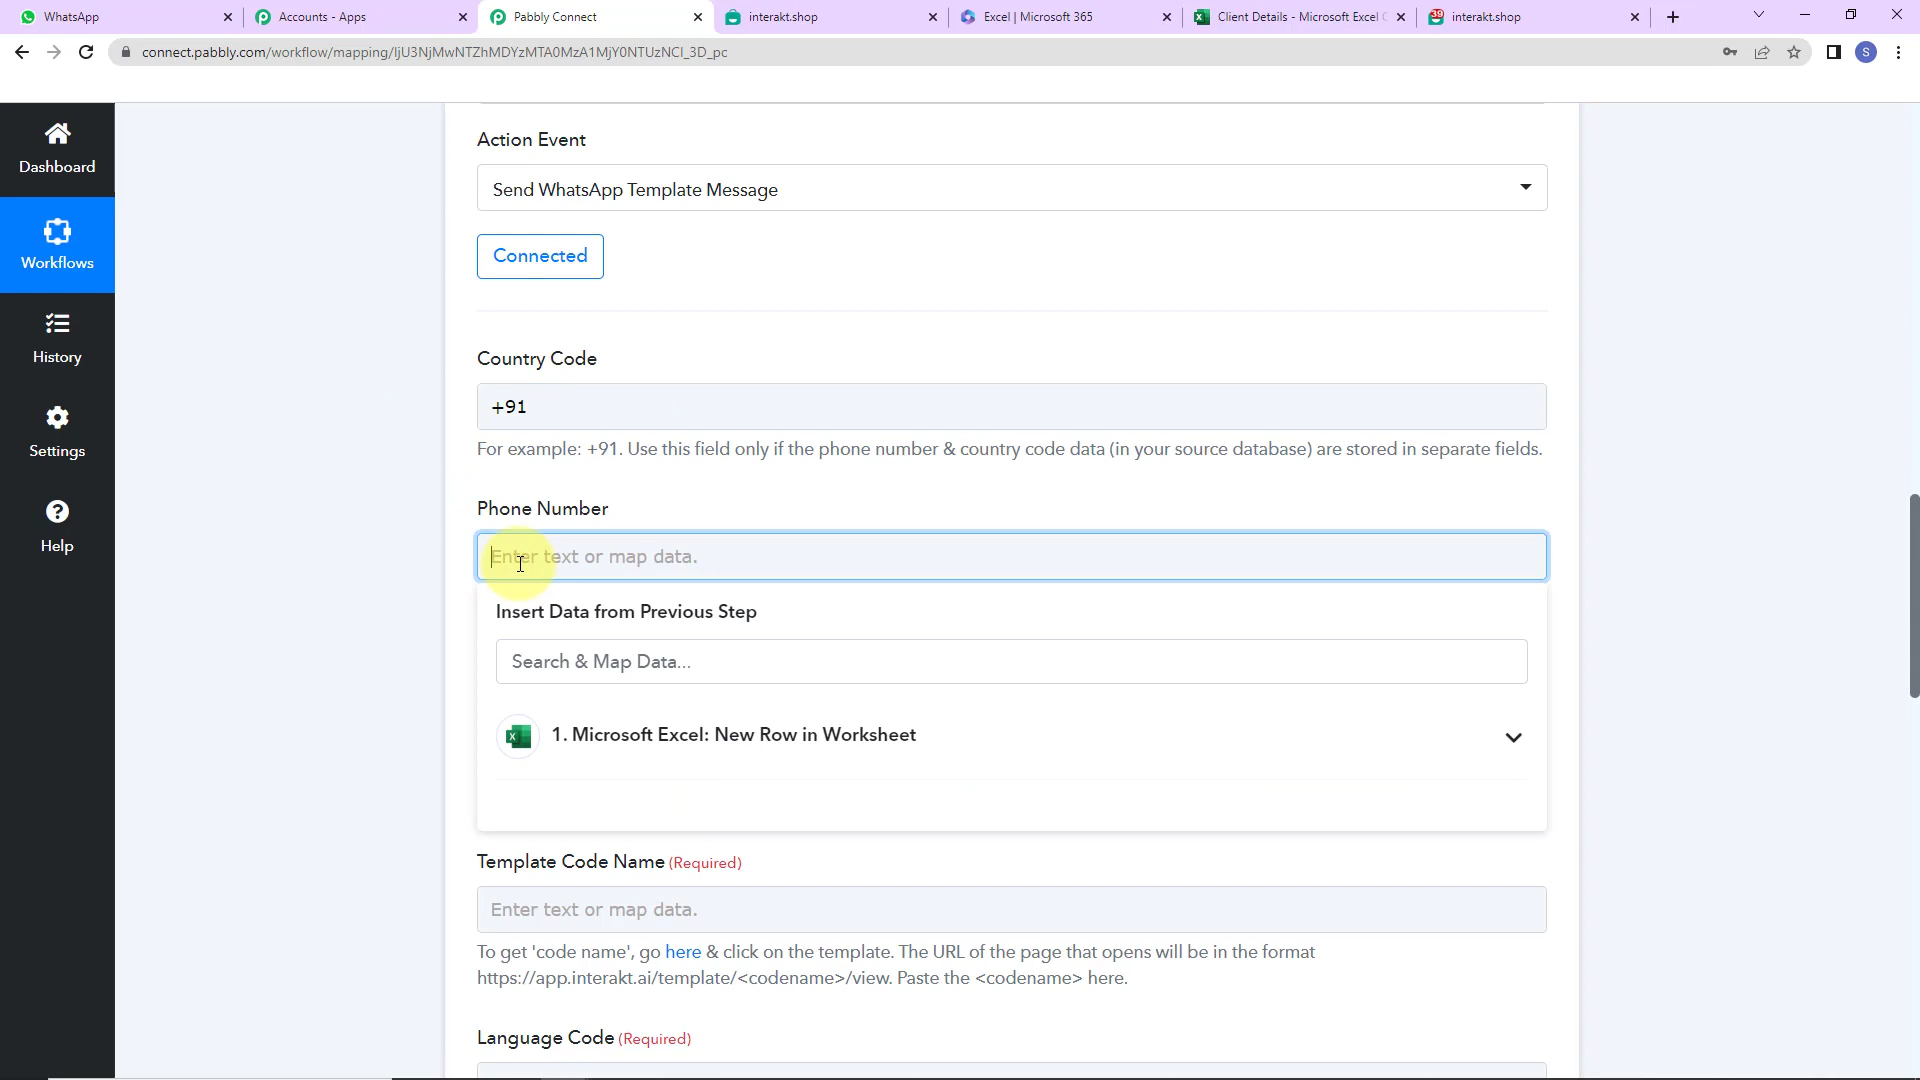 WhatsApp
Accounts - Apps
Pabbly Connect
interakt.shop
Excel | Microsoft 365
Client Details - Microsoft Excel
39
interakt.shop
connect.pabbly.com/workflow/mapping/IjU3NjMwNTZhMDYzMTA0MzA1MjY0NTUzNCI_3D_pc
S
Dashboard
Workflows
History
Settings
Help
Action Event
Send WhatsApp Template Message
Connected
Country Code
+91
For example: +91. Use this field only if the phone number & country code data (in your source database) are stored in separate fields.
Phone Number
Enter text or map data.
Insert Data from Previous Step
Search & Map Data...
1. Microsoft Excel: New Row in Worksheet
Template Code Name (Required)
Enter text or map data.
To get 'code name', go here & click on the template. The URL of the page that opens will be in the format
https://app.interakt.ai/template/<codename>/view. Paste the <codename> here.
Language Code (Required)